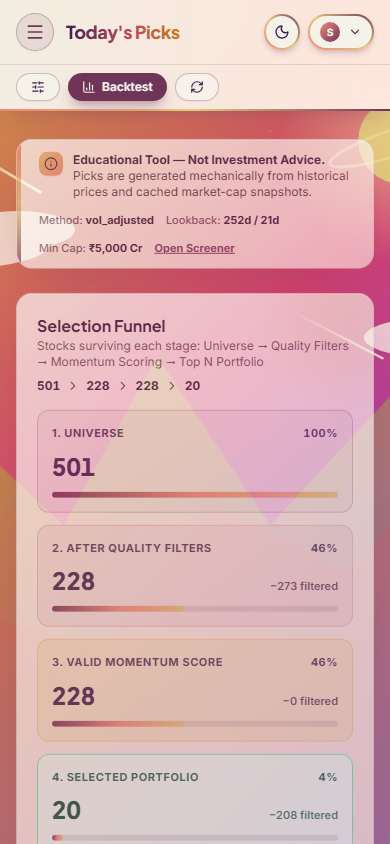 Today's Picks
S
Backtest
Educational Tool — Not Investment Advice.
Picks are generated mechanically from historical
prices and cached market-cap snapshots.
Method: vol_adjusted Lookback: 252d / 21d
Min Cap: ₹5,000 Cr Open Screener
Selection Funnel
Stocks surviving each stage: Universe → Quality Filters
→ Momentum Scoring → Top N Portfolio
501 > 228 > 228 > 20
1. UNIVERSE 100%
501
2. AFTER QUALITY FILTERS 46%
228 −273 filtered
3. VALID MOMENTUM SCORE 46%
228 −0 filtered
4. SELECTED PORTFOLIO 4%
20 −208 filtered